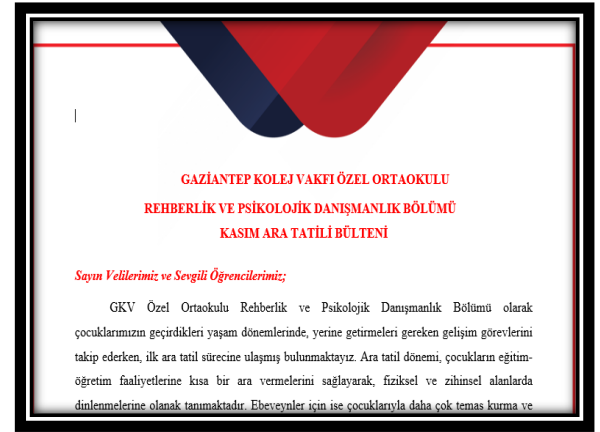 GAZİANTEP KOLEJ VAKFI ÖZEL ORTAOKULU
REHBERLİK VE PSİKOLOJİK DANIŞMANLIK BÖLÜMÜ
KASIM ARA TATİLİ BÜLTENİ
Sayın Velilerimiz ve Sevgili Öğrencilerimiz;
GKV Özel Ortaokulu Rehberlik ve Psikolojik Danışmanlık Bölümü olarak
çocuklarımızın geçirdikleri yaşam dönemlerinde, yerine getirmeleri gereken gelişim görevlerini
takip ederken, ilk ara tatil sürecine ulaşmış bulunmaktayız. Ara tatil dönemi, çocukların eğitim-
öğretim faaliyetlerine kısa bir ara vermelerini sağlayarak, fiziksel ve zihinsel alanlarda
dinlenmelerine olanak tanımaktadır. Ebeveynler için ise çocuklarıyla daha çok temas kurma ve